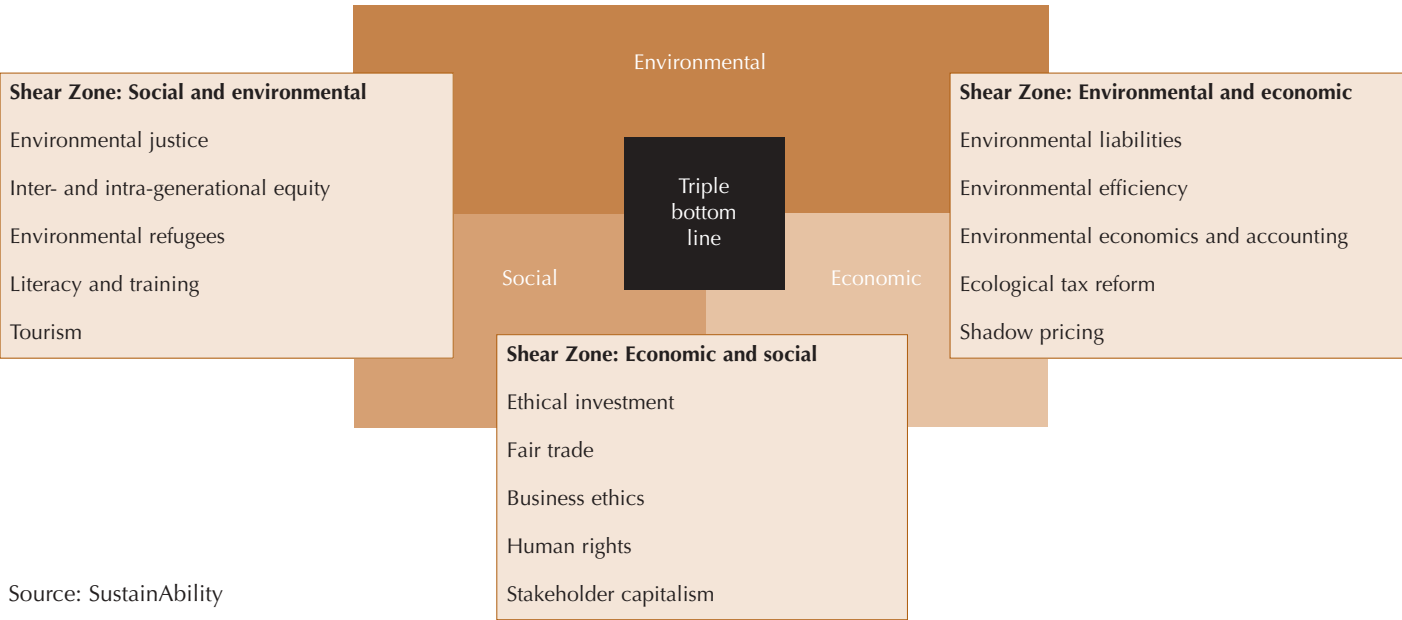 Environmental
Shear Zone: Social and environmental
Environmental justice
Inter- and intra-generational equity
Environmental refugees
Literacy and training
Tourism
Shear Zone: Environmental and economic
Environmental liabilities
Environmental efficiency
Environmental economics and accounting
Ecological tax reform
Shadow pricing
Triple
bottom
line
Social
Economic
Shear Zone: Economic and social
Ethical investment
Fair trade
Business ethics
Human rights
Stakeholder capitalism
Source: SustainAbility